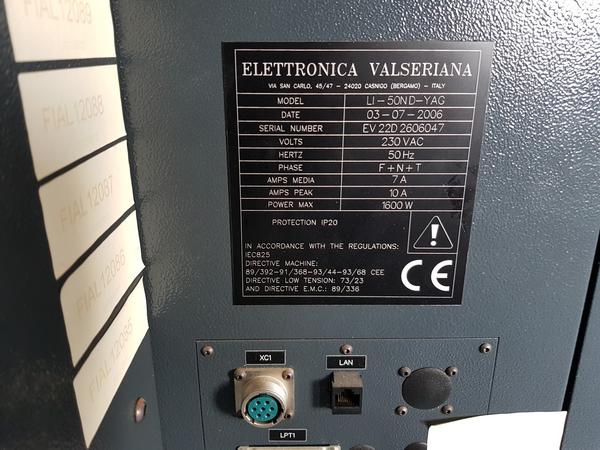 FIAL12089
FIAL12088
FIAL12087
FIAL12086
FIAL12085
ELETTRONICA VALSERIANA
VIA SAN CARLO, 45/47 - 24020 CASNIGO (BERGAMO) - ITALY
MODEL LI-50ND-YAG
DATE 03-07-2006
SERIAL NUMBER EV22D2606047
VOLTS 230 VAC
HERTZ 50 Hz
PHASE F+N+T
AMPS MEDIA 7 A
AMPS PEAK 10 A
POWER MAX 1600 W
PROTECTION IP20
IN ACCORDANCE WITH THE REGULATIONS:
IEC825
DIRECTIVE MACHINE:
89/392-91/368-93/44-93/68 CEE
DIRECTIVE LOW TENSION: 73/23
AND DIRECTIVE E.M.C.: 89/336
!
CE
XC1
LAN
LPT1